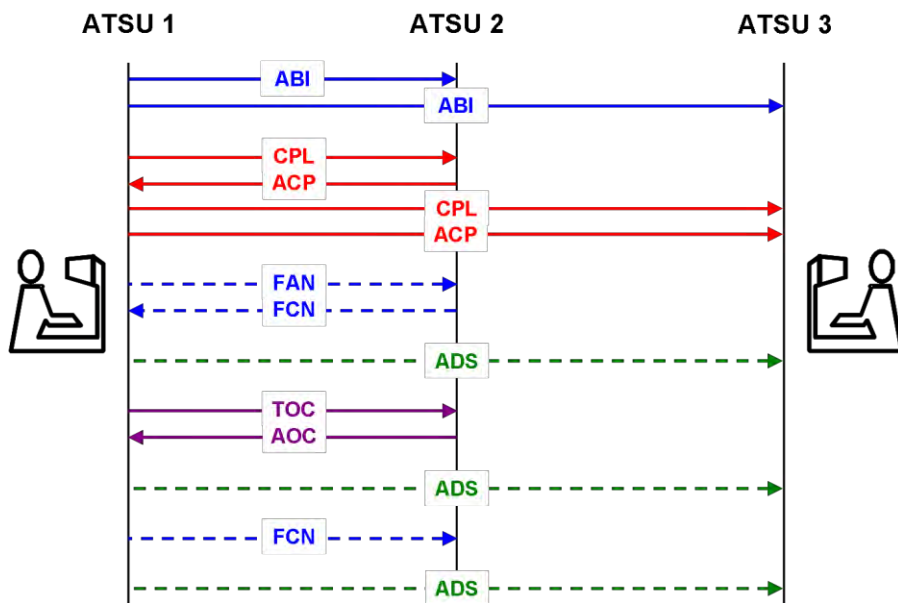 ATSU 1 ATSU 2 ATSU 3
ABI
ABI
CPL
ACP
CPL
ACP
FAN
FCN
ADS
TOC
AOC
ADS
FCN
ADS